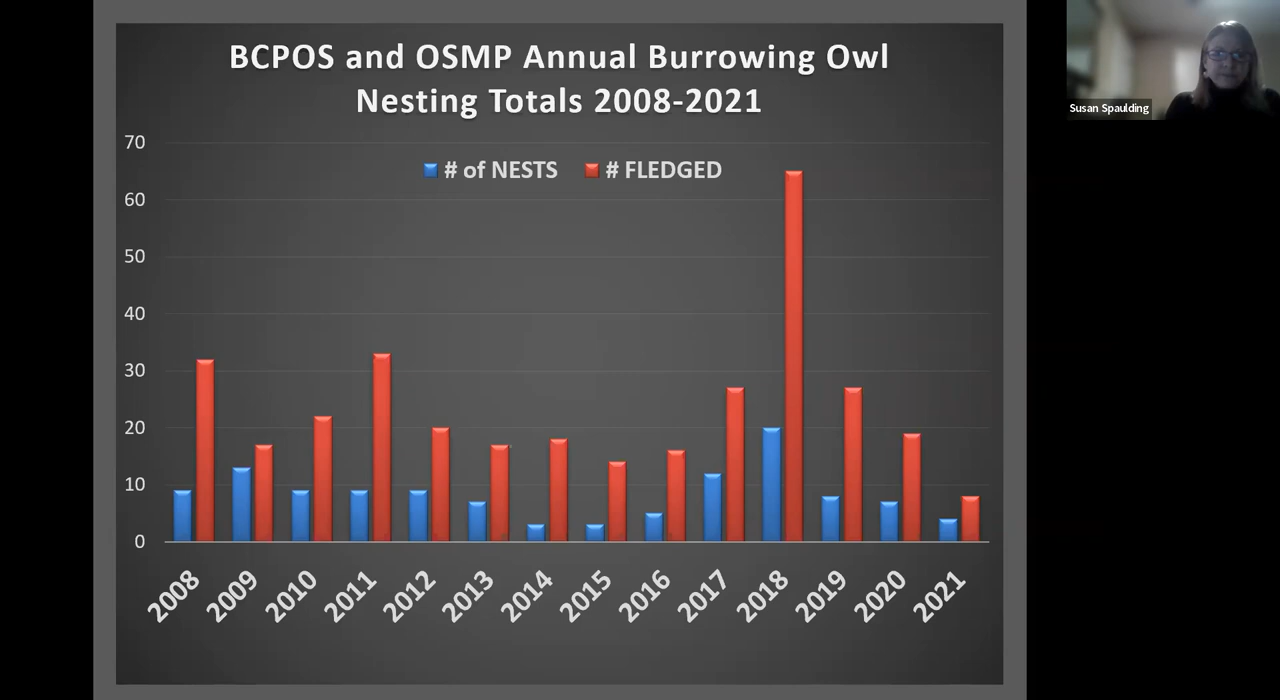 BCPOS and OSMP Annual Burrowing Owl
Nesting Totals 2008-2021
# of NESTS # FLEDGED
70
60
50
40
30
20
10
0
2008 2009 2010 2011 2012 2013 2014 2015 2016 2017 2018 2019 2020 2021
Susan Spaulding